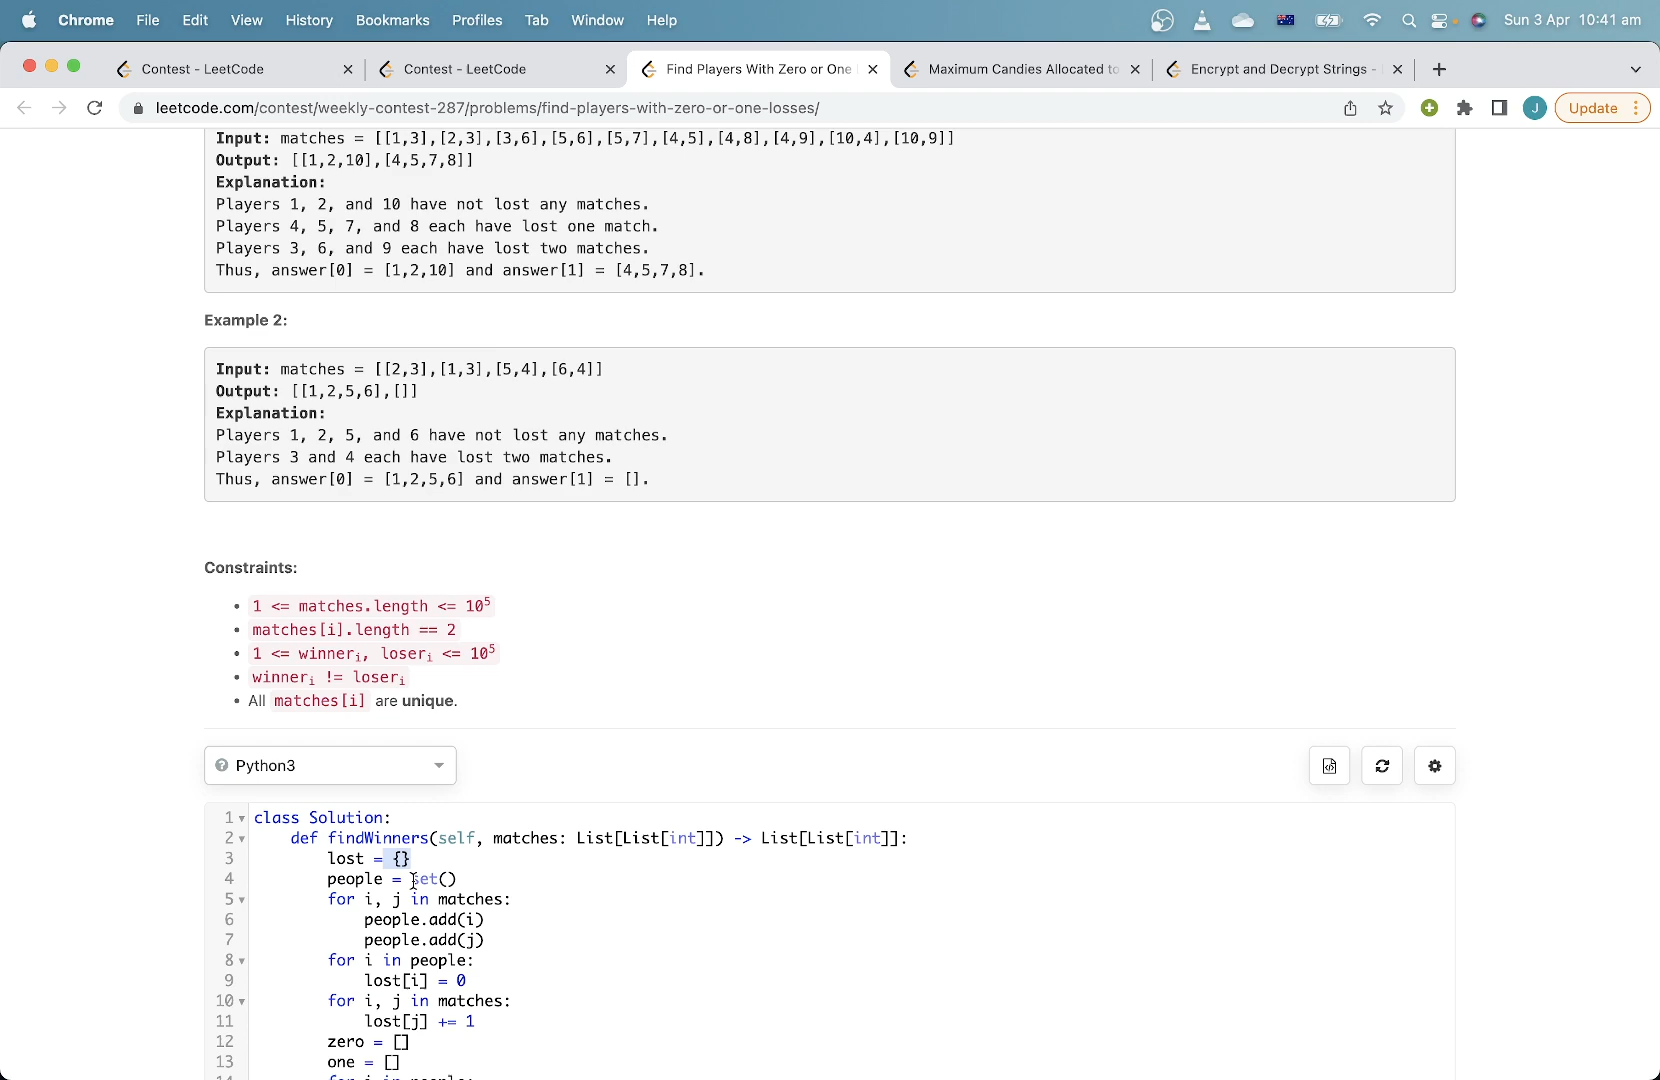 Chrome File Edit View History Bookmarks Profiles Tab Window Help Sun 3 Apr 10:41 am
Contest - LeetCode Contest - LeetCode Find Players With Zero or One Maximum Candies Allocated to Encrypt and Decrypt Strings -
leetcode.com/contest/weekly-contest-287/problems/find-players-with-zero-or-one-losses/ J Update
Input: matches = [[1,3],[2,3],[3,6],[5,6],[5,7],[4,5],[4,8],[4,9],[10,4],[10,9]]
Output: [[1,2,10],[4,5,7,8]]
Explanation:
Players 1, 2, and 10 have not lost any matches.
Players 4, 5, 7, and 8 each have lost one match.
Players 3, 6, and 9 each have lost two matches.
Thus, answer[0] = [1,2,10] and answer[1] = [4,5,7,8].
Example 2:
Input: matches = [[2,3],[1,3],[5,4],[6,4]]
Output: [[1,2,5,6],[]]
Explanation:
Players 1, 2, 5, and 6 have not lost any matches.
Players 3 and 4 each have lost two matches.
Thus, answer[0] = [1,2,5,6] and answer[1] = [].
Constraints:
• 1 <= matches.length <= 10⁵
• matches[i].length == 2
• 1 <= winnerᵢ, loserᵢ <= 10⁵
• winnerᵢ != loserᵢ
• All matches[i] are unique.
Python3
1 class Solution:
2 def findWinners(self, matches: List[List[int]]) -> List[List[int]]:
3 lost = {}
4 people = set()
5 for i, j in matches:
6 people.add(i)
7 people.add(j)
8 for i in people:
9 lost[i] = 0
10 for i, j in matches:
11 lost[j] += 1
12 zero = []
13 one = []